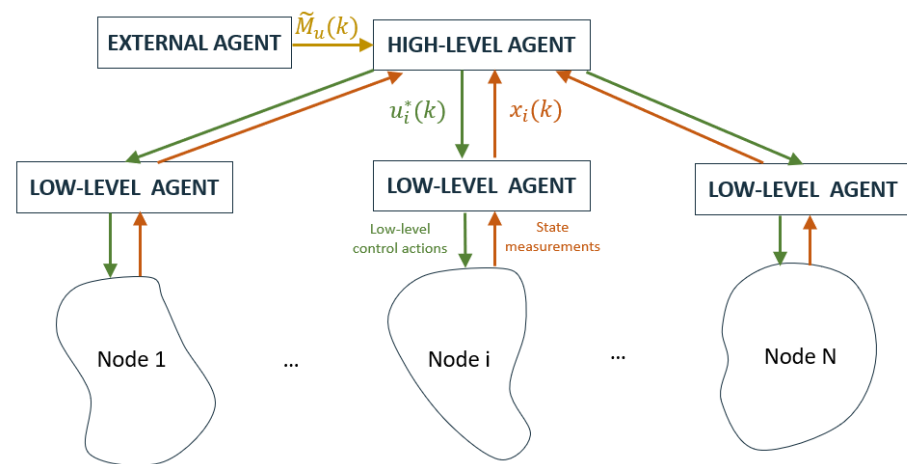 M̃ᵤ(k)
EXTERNAL AGENT
HIGH-LEVEL AGENT
u*ᵢ(k)
xᵢ(k)
LOW-LEVEL AGENT
LOW-LEVEL AGENT
LOW-LEVEL AGENT
Low-level
control actions
State
measurements
Node 1
...
Node i
...
Node N